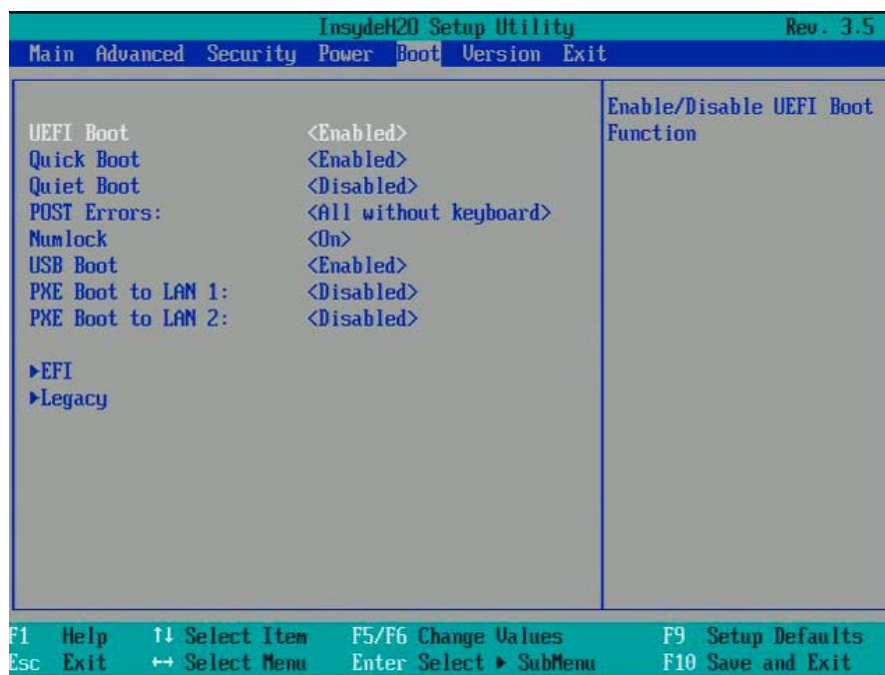 InsydeH2O Setup Utility Rev. 3.5
Main Advanced Security Power Boot Version Exit
UEFI Boot <Enabled>
Quick Boot <Enabled>
Quiet Boot <Disabled>
POST Errors: <All without keyboard>
Numlock <On>
USB Boot <Enabled>
PXE Boot to LAN 1: <Disabled>
PXE Boot to LAN 2: <Disabled>
▶EFI
▶Legacy
Enable/Disable UEFI Boot
Function
F1 Help ↑↓ Select Item F5/F6 Change Values F9 Setup Defaults
Esc Exit ↔ Select Menu Enter Select ▶ SubMenu F10 Save and Exit